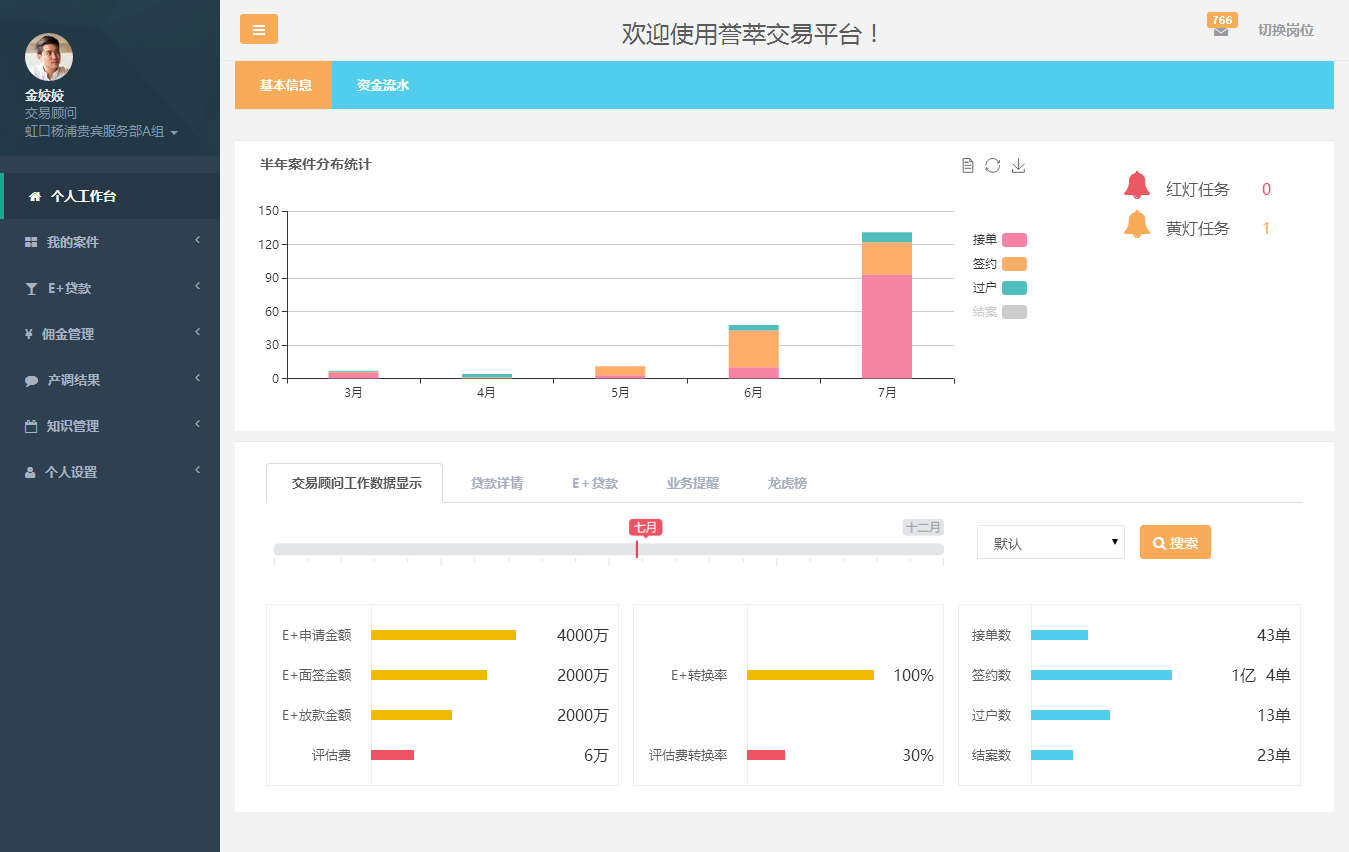 金姣姣
交易顾问
虹口杨浦贵宾服务部A组
个人工作台
我的案件
E+贷款
¥ 佣金管理
产调结果
知识管理
个人设置
欢迎使用誉萃交易平台！
766
切换岗位
基本信息 资金流水
半年案件分布统计
150
120
90
60
30
0
3月 4月 5月 6月 7月
接单
签约
过户
结案
红灯任务 0
黄灯任务 1
交易顾问工作数据显示 贷款详情 E+贷款 业务提醒 龙虎榜
七月 十二月
默认 搜索
E+申请金额 4000万
E+面签金额 2000万
E+放款金额 2000万
评估费 6万
E+转换率 100%
评估费转换率 30%
接单数 43单
签约数 1亿 4单
过户数 13单
结案数 23单